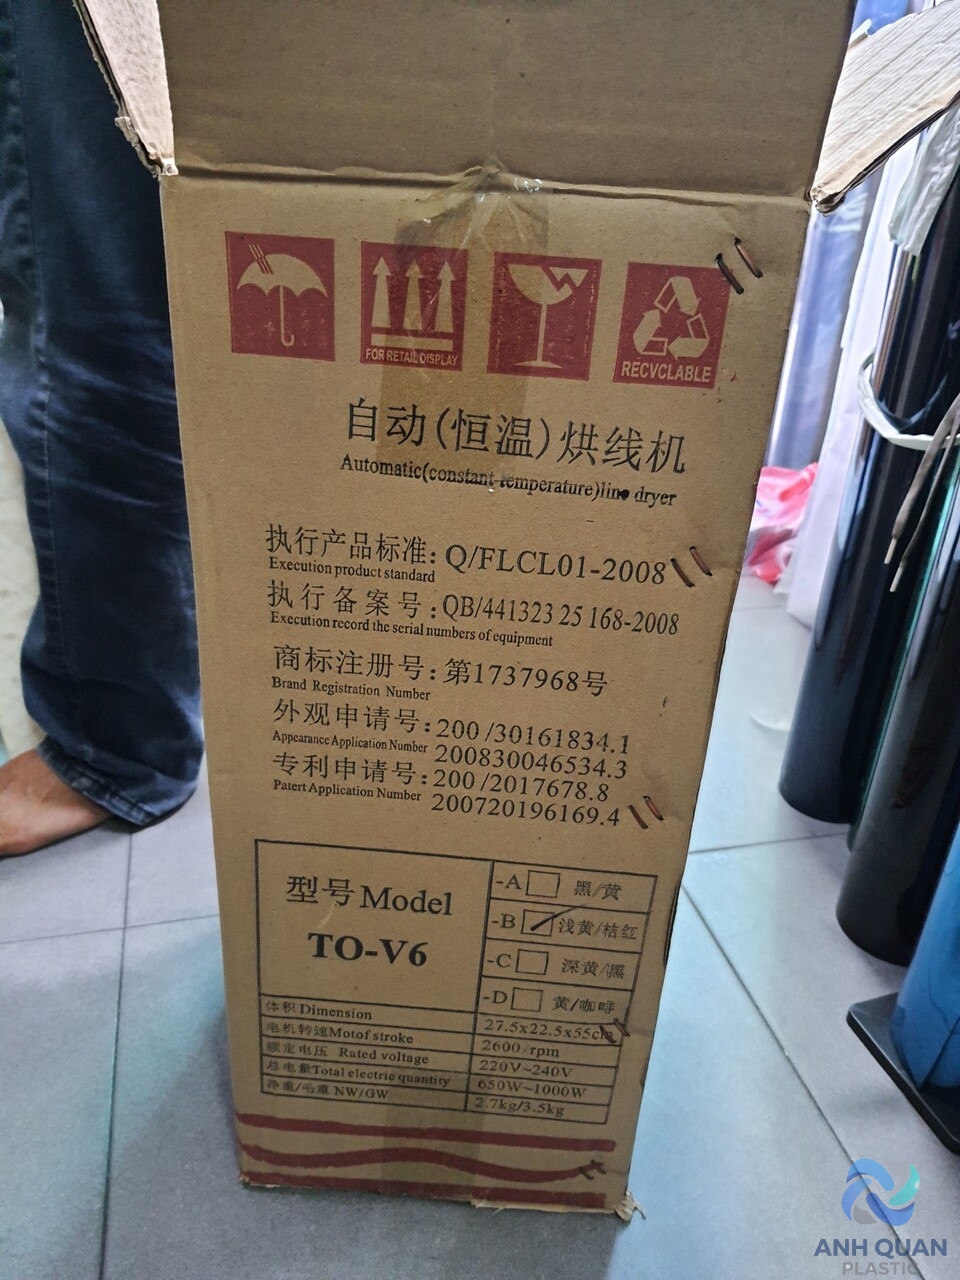 FOR RETAIL DISPLAY
RECVCLABLE
自动(恒温)烘线机
Automatic(constant-temperature)line dryer
执行产品标准: Q/FLCL01-2008
Execution product standard
执行备案号: QB/441323 25 168-2008
Execution record the serial numbers of equipment
商标注册号: 第1737968号
Brand Registration Number
外观申请号: 200 /30161834.1
Appearance Application Number 200830046534.3
专利申请号: 200 /2017678.8
Patert Application Number 200720196169.4
型号 Model
TO-V6
-A 黑/黄
-B 浅黄/桔红
-C 深黄/黑
-D 黄/咖啡
体积 Dimension 27.5x22.5x55cm
电机转速 Motof stroke 2600/rpm
额定电压 Rated voltage 220V~240V
总电量 Total electric quantity 650W~1000W
净重/毛重 NW/GW 2.7kg/3.5kg
ANH QUAN
PLASTIC